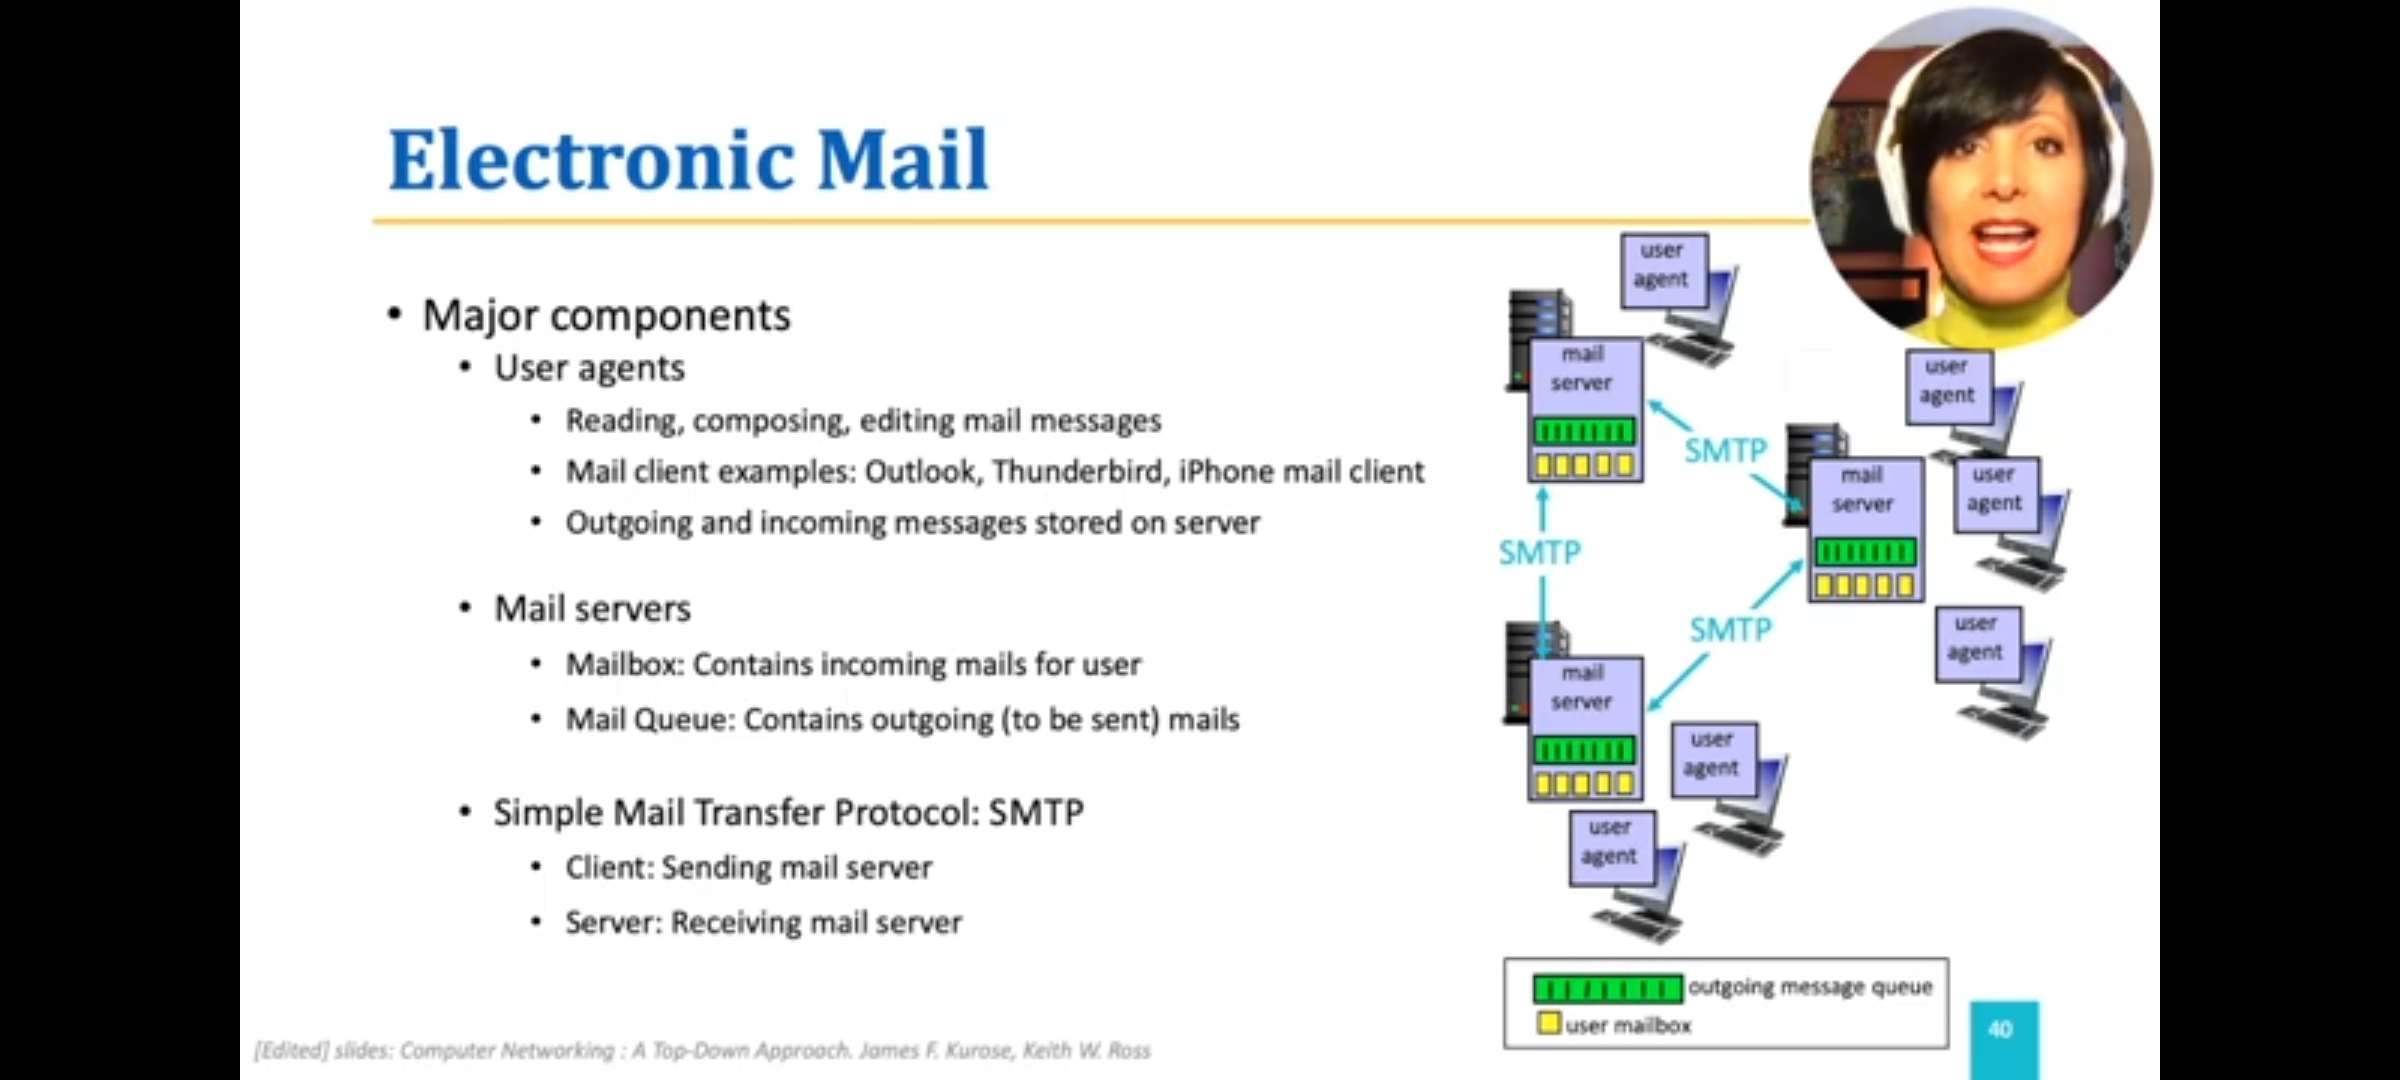 Electronic Mail
• Major components
• User agents
• Reading, composing, editing mail messages
• Mail client examples: Outlook, Thunderbird, iPhone mail client
• Outgoing and incoming messages stored on server
• Mail servers
• Mailbox: Contains incoming mails for user
• Mail Queue: Contains outgoing (to be sent) mails
• Simple Mail Transfer Protocol: SMTP
• Client: Sending mail server
• Server: Receiving mail server
user
agent
mail
server
user
agent
SMTP
mail
server
user
agent
SMTP
SMTP
user
agent
mail
server
user
agent
user
agent
outgoing message queue
user mailbox
40
[Edited] slides: Computer Networking : A Top-Down Approach. James F. Kurose, Keith W. Ross